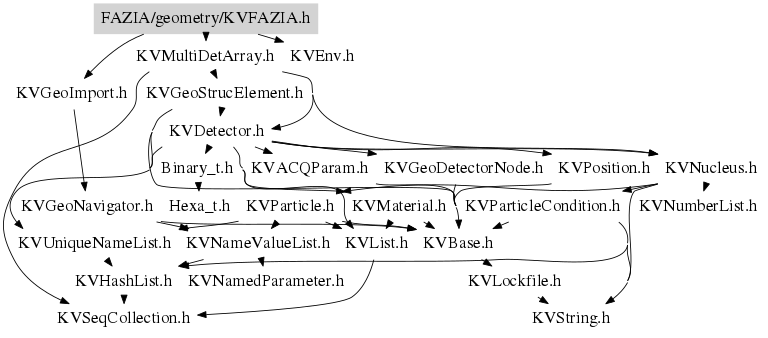 FAZIA/geometry/KVFAZIA.h
KVMultiDetArray.h KVEnv.h
KVGeoImport.h KVGeoStrucElement.h
KVDetector.h
Binary_t.h KVACQParam.h KVGeoDetectorNode.h KVPosition.h KVNucleus.h
KVGeoNavigator.h Hexa_t.h KVParticle.h KVMaterial.h KVParticleCondition.h KVNumberList.h
KVUniqueNameList.h KVNameValueList.h KVList.h KVBase.h
KVHashList.h KVNamedParameter.h KVLockfile.h
KVSeqCollection.h KVString.h